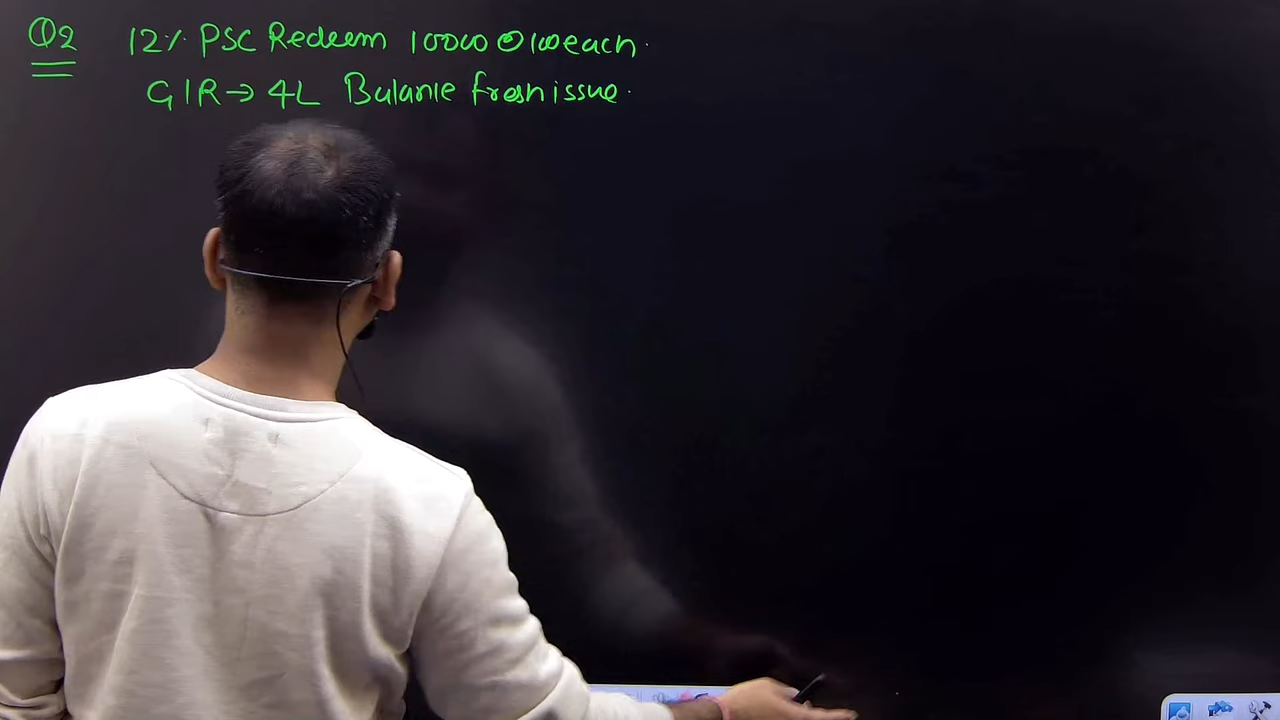 Q2 12% PSC Redeem 10000 @ 100 each.
G/R → 4L Balance fresh issue.